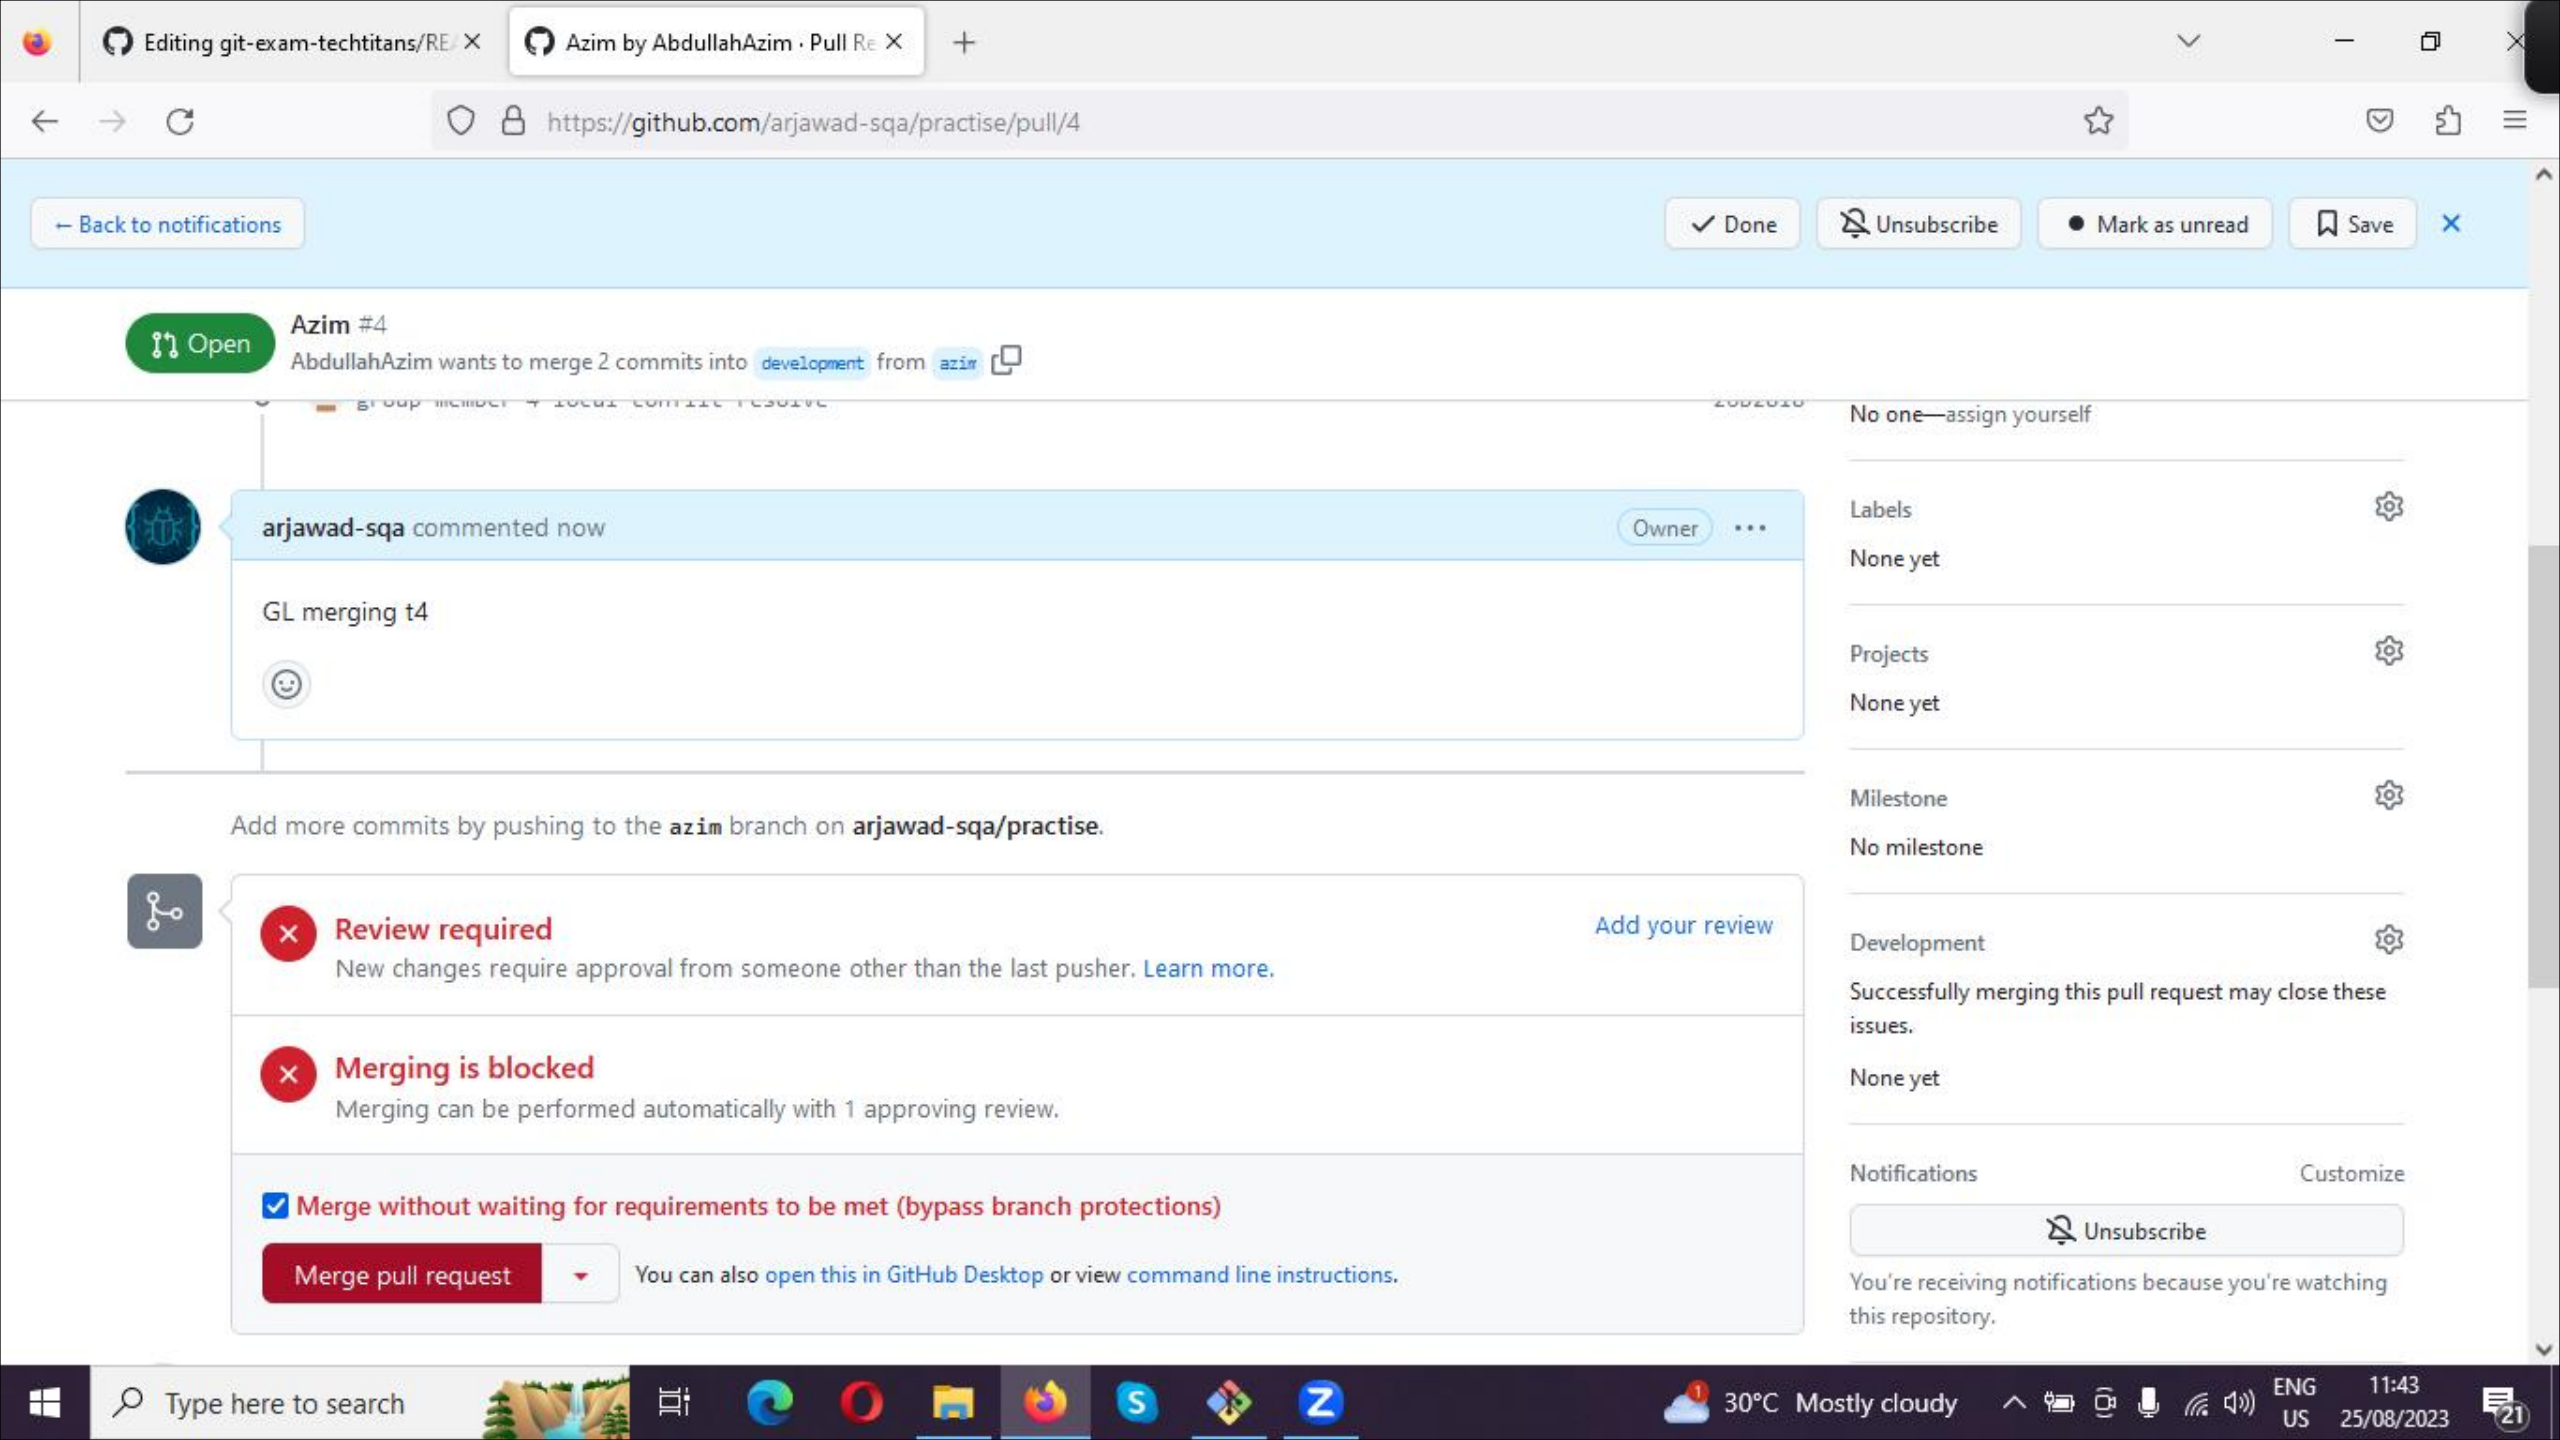 Editing git-exam-techtitans/RE
Azim by AbdullahAzim · Pull Re
https://github.com/arjawad-sqa/practise/pull/4
← Back to notifications
Done
Unsubscribe
Mark as unread
Save
Open
Azim #4
AbdullahAzim wants to merge 2 commits into development from azim
group member 4 local conflit resolve
No one—assign yourself
arjawad-sqa commented now
Owner
GL merging t4
Labels
None yet
Projects
None yet
Milestone
No milestone
Add more commits by pushing to the azim branch on arjawad-sqa/practise.
Review required
Add your review
New changes require approval from someone other than the last pusher. Learn more.
Merging is blocked
Merging can be performed automatically with 1 approving review.
Merge without waiting for requirements to be met (bypass branch protections)
Merge pull request
You can also open this in GitHub Desktop or view command line instructions.
Development
Successfully merging this pull request may close these
issues.
None yet
Notifications
Customize
Unsubscribe
You're receiving notifications because you're watching
this repository.
Type here to search
1
30°C Mostly cloudy
ENG
US
11:43
25/08/2023
21